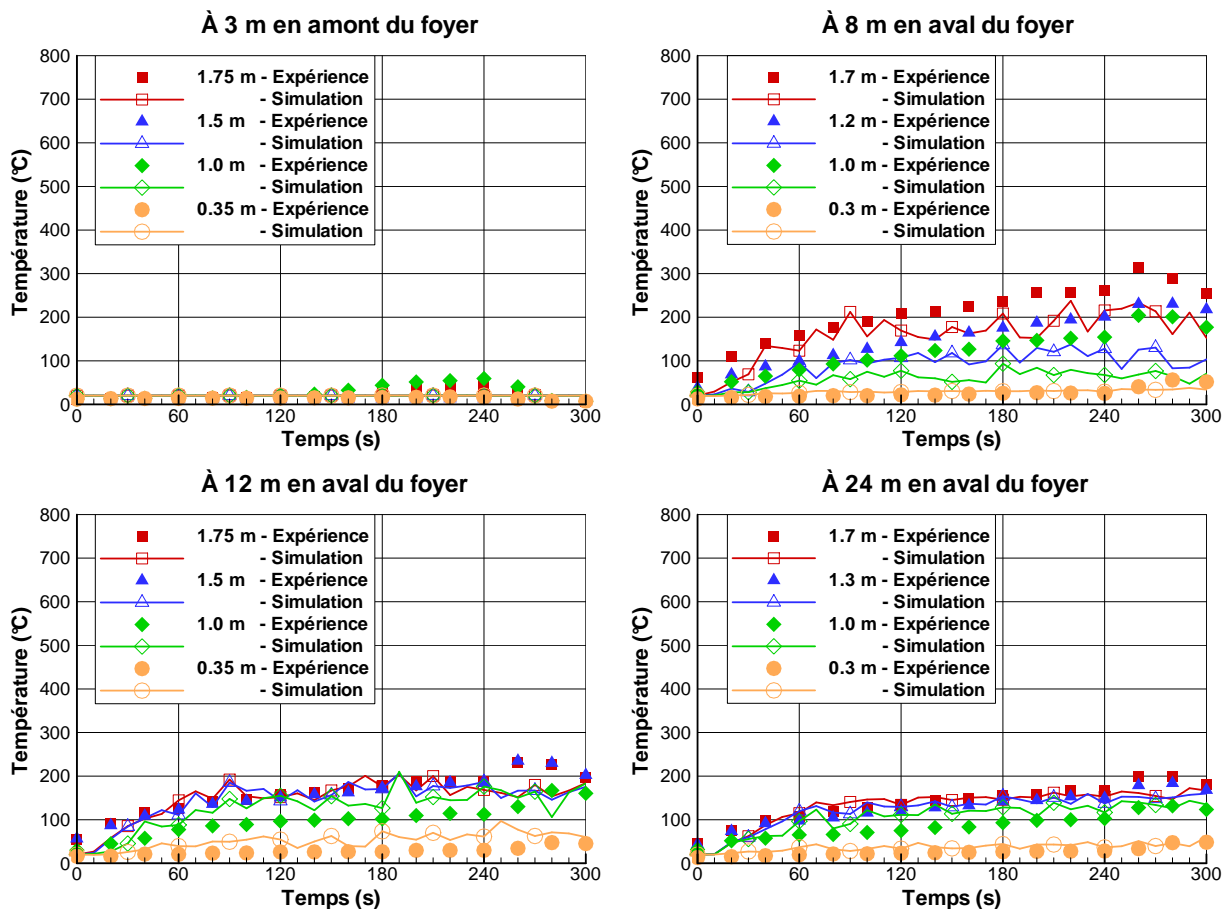 À 3 m en amont du foyer
Température (°C)
800
700
600
500
400
300
200
100
0
1.75 m - Expérience
- Simulation
1.5 m - Expérience
- Simulation
1.0 m - Expérience
- Simulation
0.35 m - Expérience
- Simulation
0 60 120 180 240 300
Temps (s)
À 8 m en aval du foyer
Température (°C)
800
700
600
500
400
300
200
100
0
1.7 m - Expérience
- Simulation
1.2 m - Expérience
- Simulation
1.0 m - Expérience
- Simulation
0.3 m - Expérience
- Simulation
0 60 120 180 240 300
Temps (s)
À 12 m en aval du foyer
Température (°C)
800
700
600
500
400
300
200
100
0
1.75 m - Expérience
- Simulation
1.5 m - Expérience
- Simulation
1.0 m - Expérience
- Simulation
0.35 m - Expérience
- Simulation
0 60 120 180 240 300
Temps (s)
À 24 m en aval du foyer
Température (°C)
800
700
600
500
400
300
200
100
0
1.7 m - Expérience
- Simulation
1.3 m - Expérience
- Simulation
1.0 m - Expérience
- Simulation
0.3 m - Expérience
- Simulation
0 60 120 180 240 300
Temps (s)